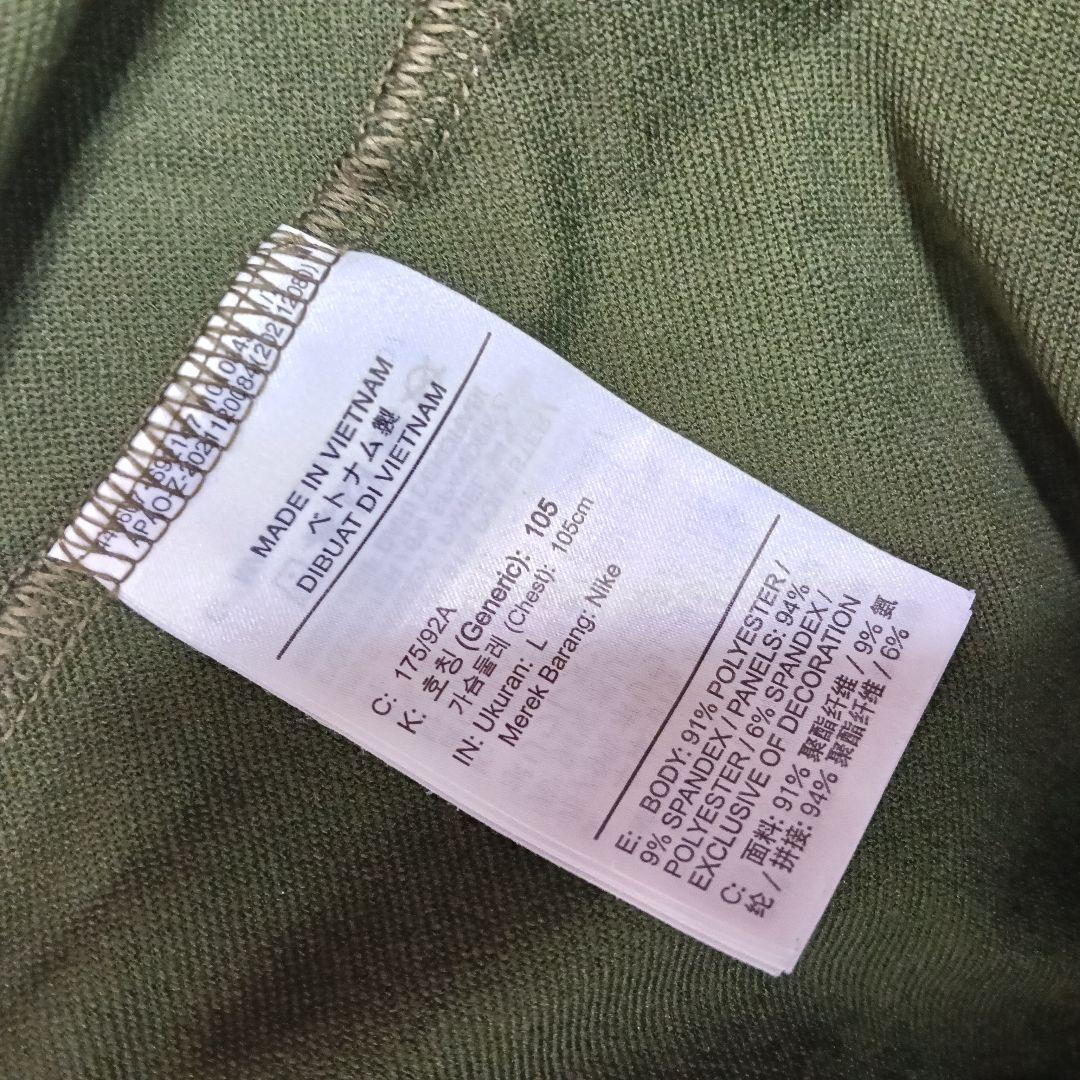 MADE IN VIETNAM
ベトナム製
DIBUAT DI VIETNAM
C: 175/92A
K: 호칭 (Generic): 105
가슴둘레 (Chest): 105cm
IN: Ukuran: L
Merek Barang: Nike
E: BODY: 91% POLYESTER /
9% SPANDEX / PANELS: 94%
POLYESTER / 6% SPANDEX /
EXCLUSIVE OF DECORATION
C: 面料: 91% 聚酯纤维 / 9% 氨
纶 / 拼接: 94% 聚酯纤维 / 6%